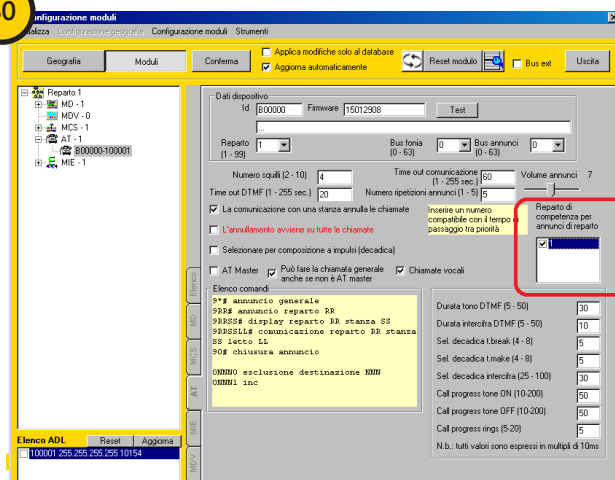 50
Configurazione moduli
Visualizza Configurazione geografia Configurazione moduli Strumenti
Geografia
Moduli
Conferma
Applica modifiche solo al database
Aggiorna automaticamente
Reset modulo
Bus ext
Uscita
Reparto 1
MD - 1
MDV - 0
MCS - 1
AT - 1
B00000-100001
MIE - 1
Dati dispositivo
Id B00000 Firmware 15012908 Test
...
Reparto (1 - 99) 1
Bus fonia (0 - 63) 0
Bus annunci (0 - 63) 0
Numero squilli (2 - 10) 4
Time out comunicazione (1 - 255 sec.) 60
Volume annunci 7
Time out DTMF (1 - 255 sec.) 20
Numero ripetizioni annunci (1 - 5) 5
La comunicazione con una stanza annulla le chiamate
L'annullamento avviene su tutte le chiamate
Inserire un numero
compatibile con il tempo di
passaggio tra priorità
Reparto di
competenza per
annunci di reparto
1
Selezionare per composizione a impulsi (decadica)
AT Master
Può fare la chiamata generale
anche se non è AT master
Chiamate vocali
Elenco
MD
MCS
AT
MIE
MDV
Elenco comandi
9*# annuncio generale
9RR# annuncio reparto RR
9RRSS# display reparto RR stanza SS
9RRSSLL# comunicazione reparto RR stanza
SS letto LL
90# chiusura annuncio
0NNN0 esclusione destinazione NNN
0NNN1 inc
Durata tono DTMF (5 - 50) 30
Durata intercifra DTMF (5 - 50) 10
Sel. decadica t.break (4 - 8) 5
Sel. decadica t.make (4 - 8) 5
Sel. decadica intercifra (25 - 100) 30
Call progress tone ON (10-200) 50
Call progress tone OFF (10-200) 50
Call progress rings (5-20) 5
N.b.: tutti valori sono espressi in multipli di 10ms
Elenco ADL Reset Aggiorna
100001 255.255.255.255 10154